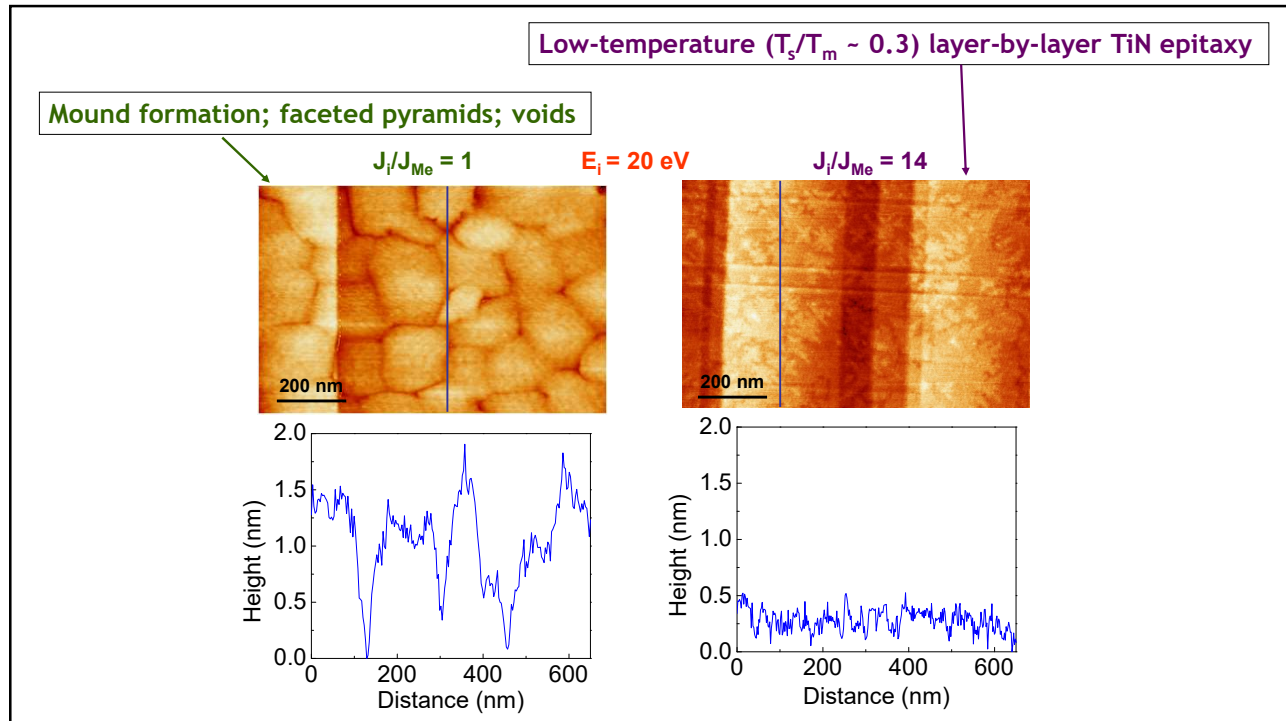 Low-temperature (Ts/Tm ~ 0.3) layer-by-layer TiN epitaxy
Mound formation; faceted pyramids; voids
Ji/JMe = 1
Ei = 20 eV
Ji/JMe = 14
200 nm
200 nm
2.0
1.5
1.0
0.5
0.0
Height (nm)
0
200
400
600
Distance (nm)
2.0
1.5
1.0
0.5
0.0
Height (nm)
0
200
400
600
Distance (nm)